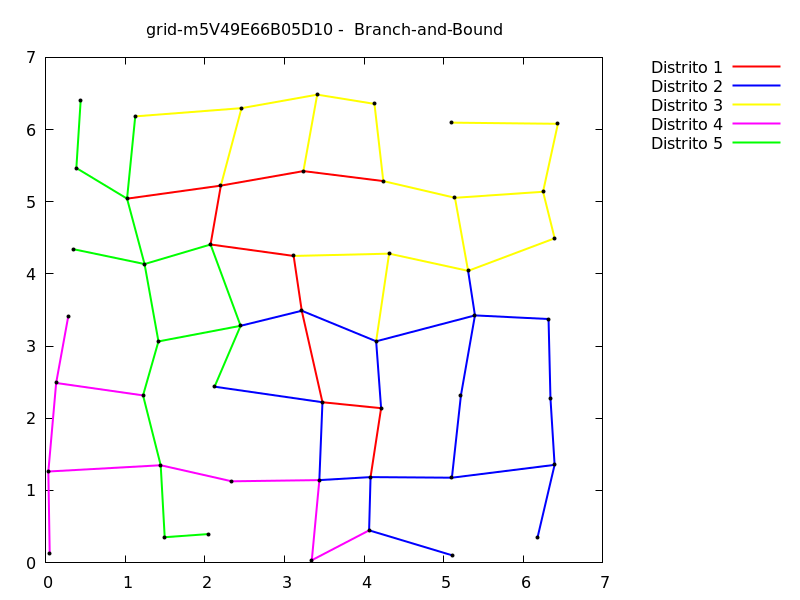 grid-m5V49E66B05D10 - Branch-and-Bound
7
6
5
4
3
2
1
0
0 1 2 3 4 5 6 7
Distrito 1
Distrito 2
Distrito 3
Distrito 4
Distrito 5